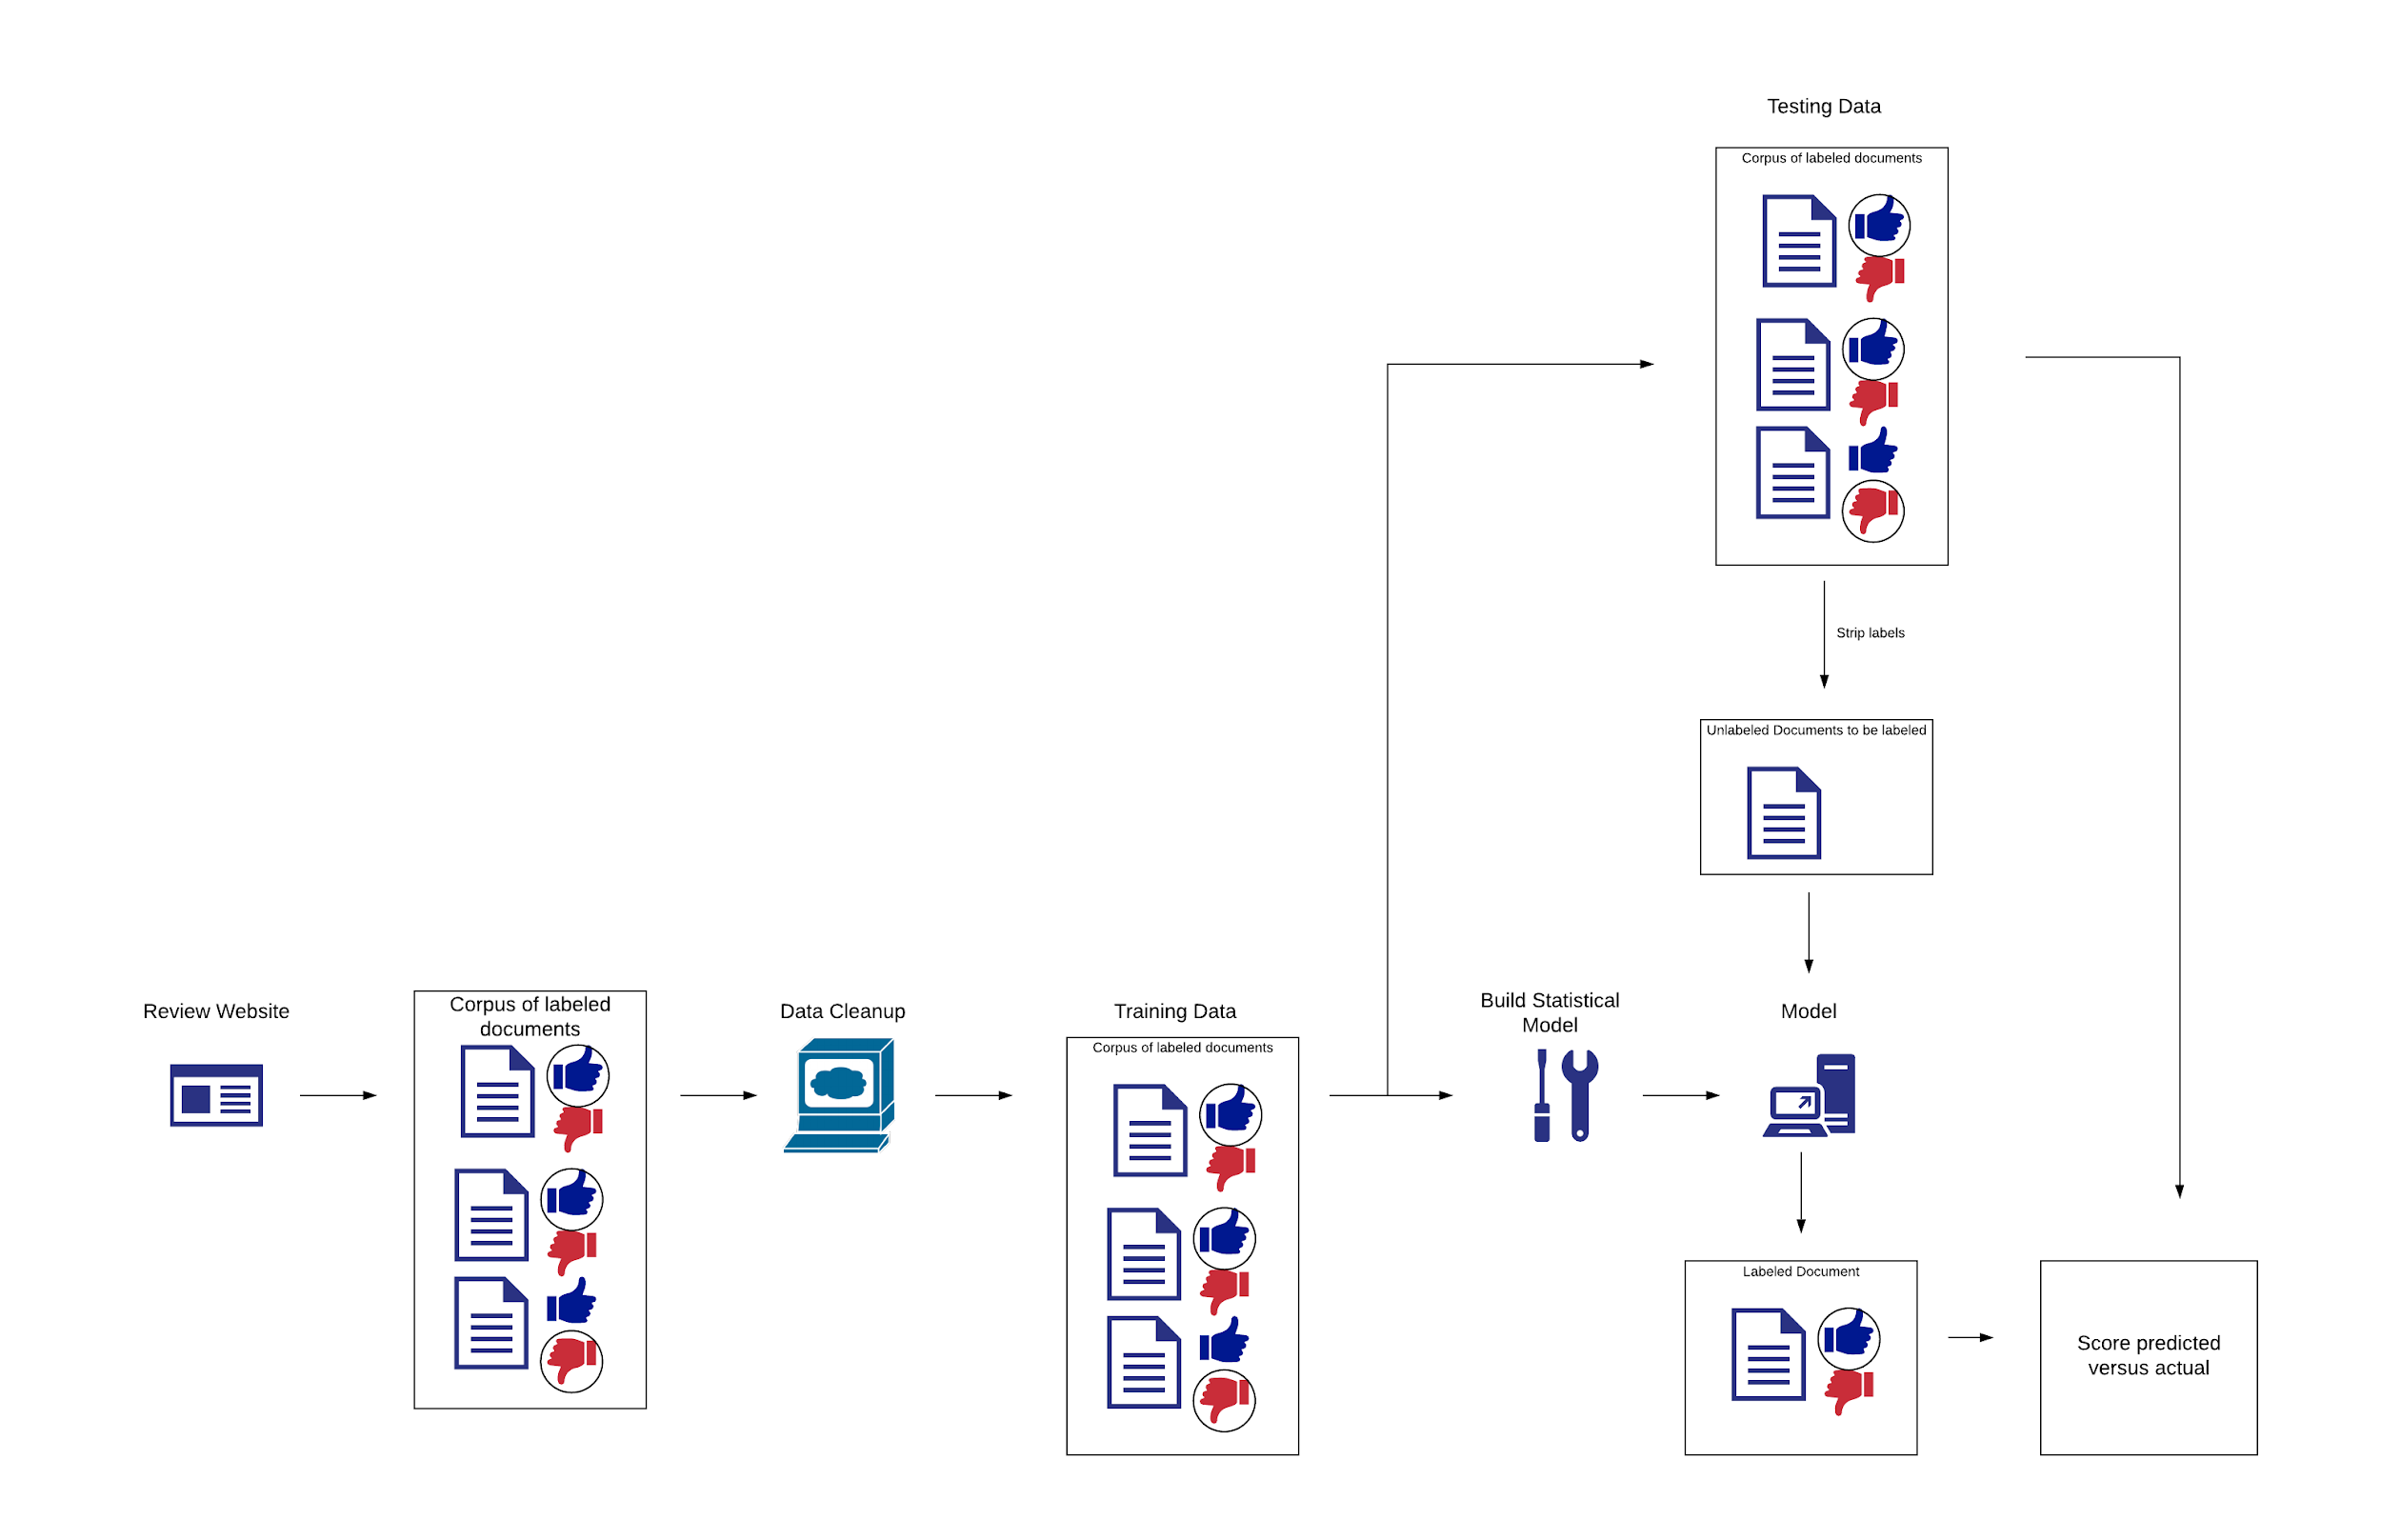 Testing Data
Corpus of labeled documents
Strip labels
Unlabeled Documents to be labeled
Review Website
Corpus of labeled
documents
Data Cleanup
Training Data
Corpus of labeled documents
Build Statistical
Model
Model
Labeled Document
Score predicted
versus actual